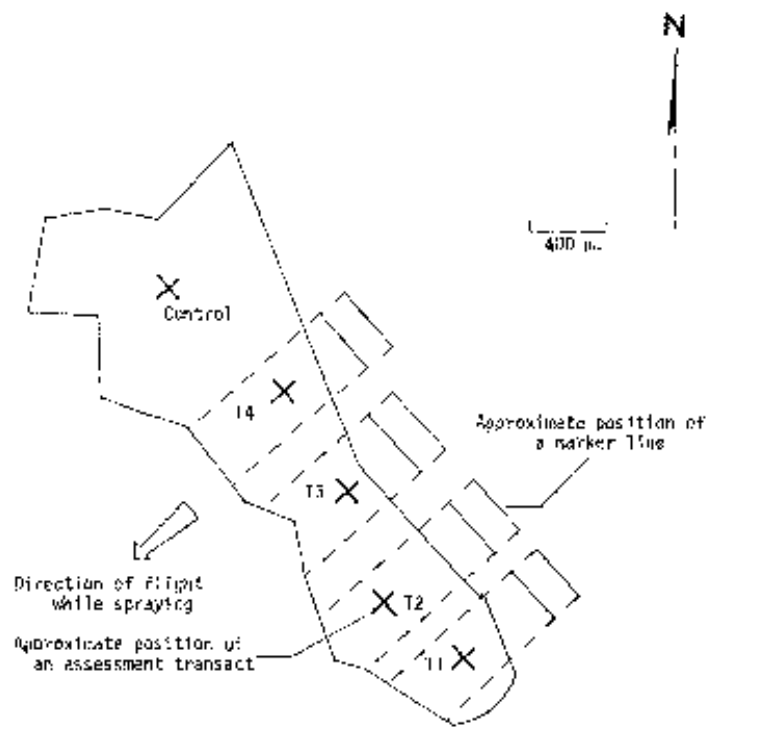 N
400 m.
Control
T4
Approximate position of
a marker line
T3
Direction of flight
while spraying
T2
Approximate position of
an assessment transact
T1